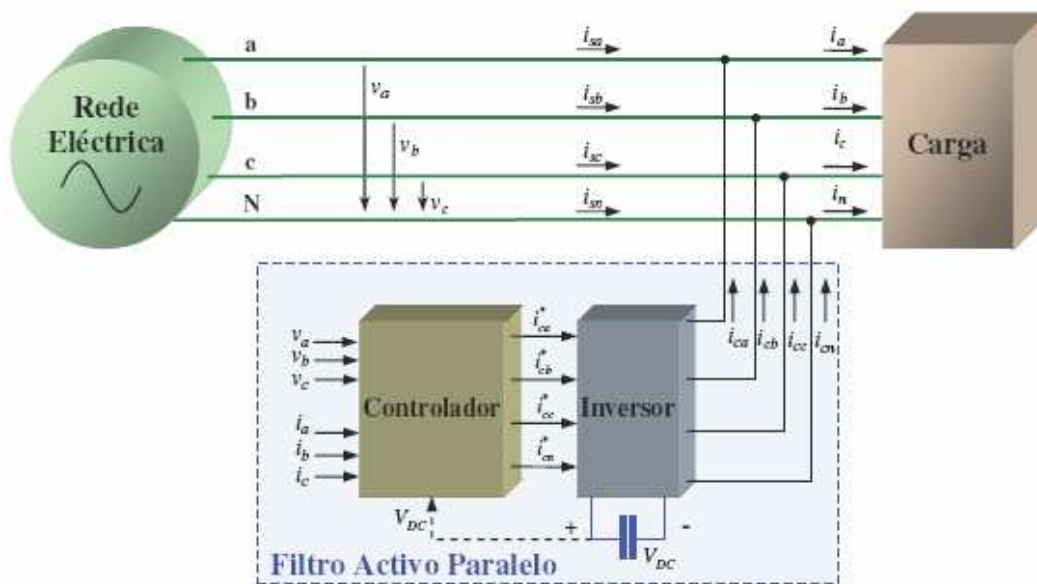 a
i_sa
i_a
v_a
Rede
Eléctrica
b
i_sb
i_b
v_b
c
i_sc
i_c
v_c
N
i_sn
i_n
Carga
v_a
v_b
v_c
i_a
i_b
i_c
Controlador
i*_ca
i*_cb
i*_cc
i*_cn
Inversor
i_ca
i_cb
i_cc
i_cn
V_DC
+
-
V_DC
Filtro Activo Paralelo